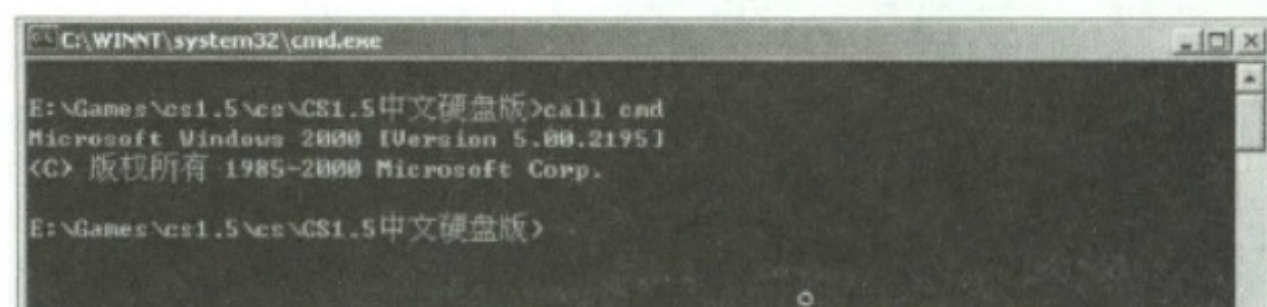 C:\WINNT\system32\cmd.exe
E:\Games\cs1.5\cs\CS1.5中文硬盘版>call cmd
Microsoft Windows 2000 [Version 5.00.2195]
<C> 版权所有 1985-2000 Microsoft Corp.
E:\Games\cs1.5\cs\CS1.5中文硬盘版>